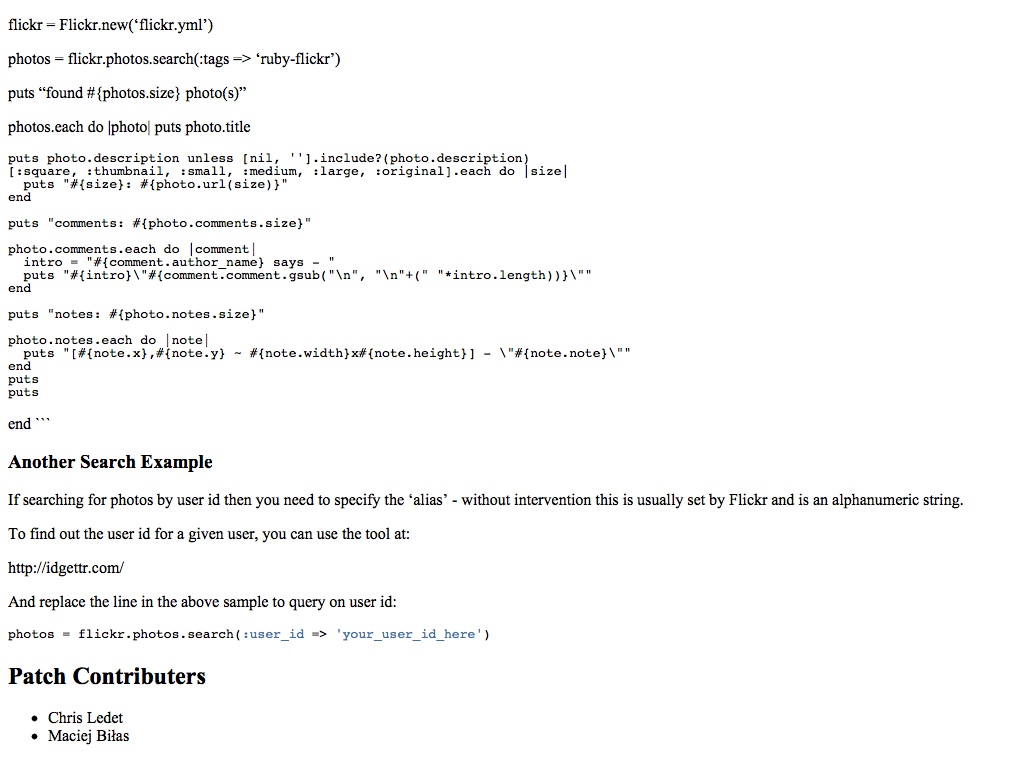 flickr = Flickr.new(‘flickr.yml’)
photos = flickr.photos.search(:tags => ‘ruby-flickr’)
puts “found #{photos.size} photo(s)”
photos.each do |photo| puts photo.title
puts photo.description unless [nil, ''].include?(photo.description)
[:square, :thumbnail, :small, :medium, :large, :original].each do |size|
  puts "#{size}: #{photo.url(size)}"
end
puts "comments: #{photo.comments.size}"
photo.comments.each do |comment|
  intro = "#{comment.author_name} says - "
  puts "#{intro}\"#{comment.comment.gsub("\n", "\n"+(" "*intro.length))}\""
end
puts "notes: #{photo.notes.size}"
photo.notes.each do |note|
  puts "[#{note.x},#{note.y} ~ #{note.width}x#{note.height}] - \"#{note.note}\""
end
puts
puts
end ```
Another Search Example
If searching for photos by user id then you need to specify the ‘alias’ - without intervention this is usually set by Flickr and is an alphanumeric string.
To find out the user id for a given user, you can use the tool at:
http://idgettr.com/
And replace the line in the above sample to query on user id:
photos = flickr.photos.search(:user_id => 'your_user_id_here')
Patch Contributers
• Chris Ledet
• Maciej Biłas